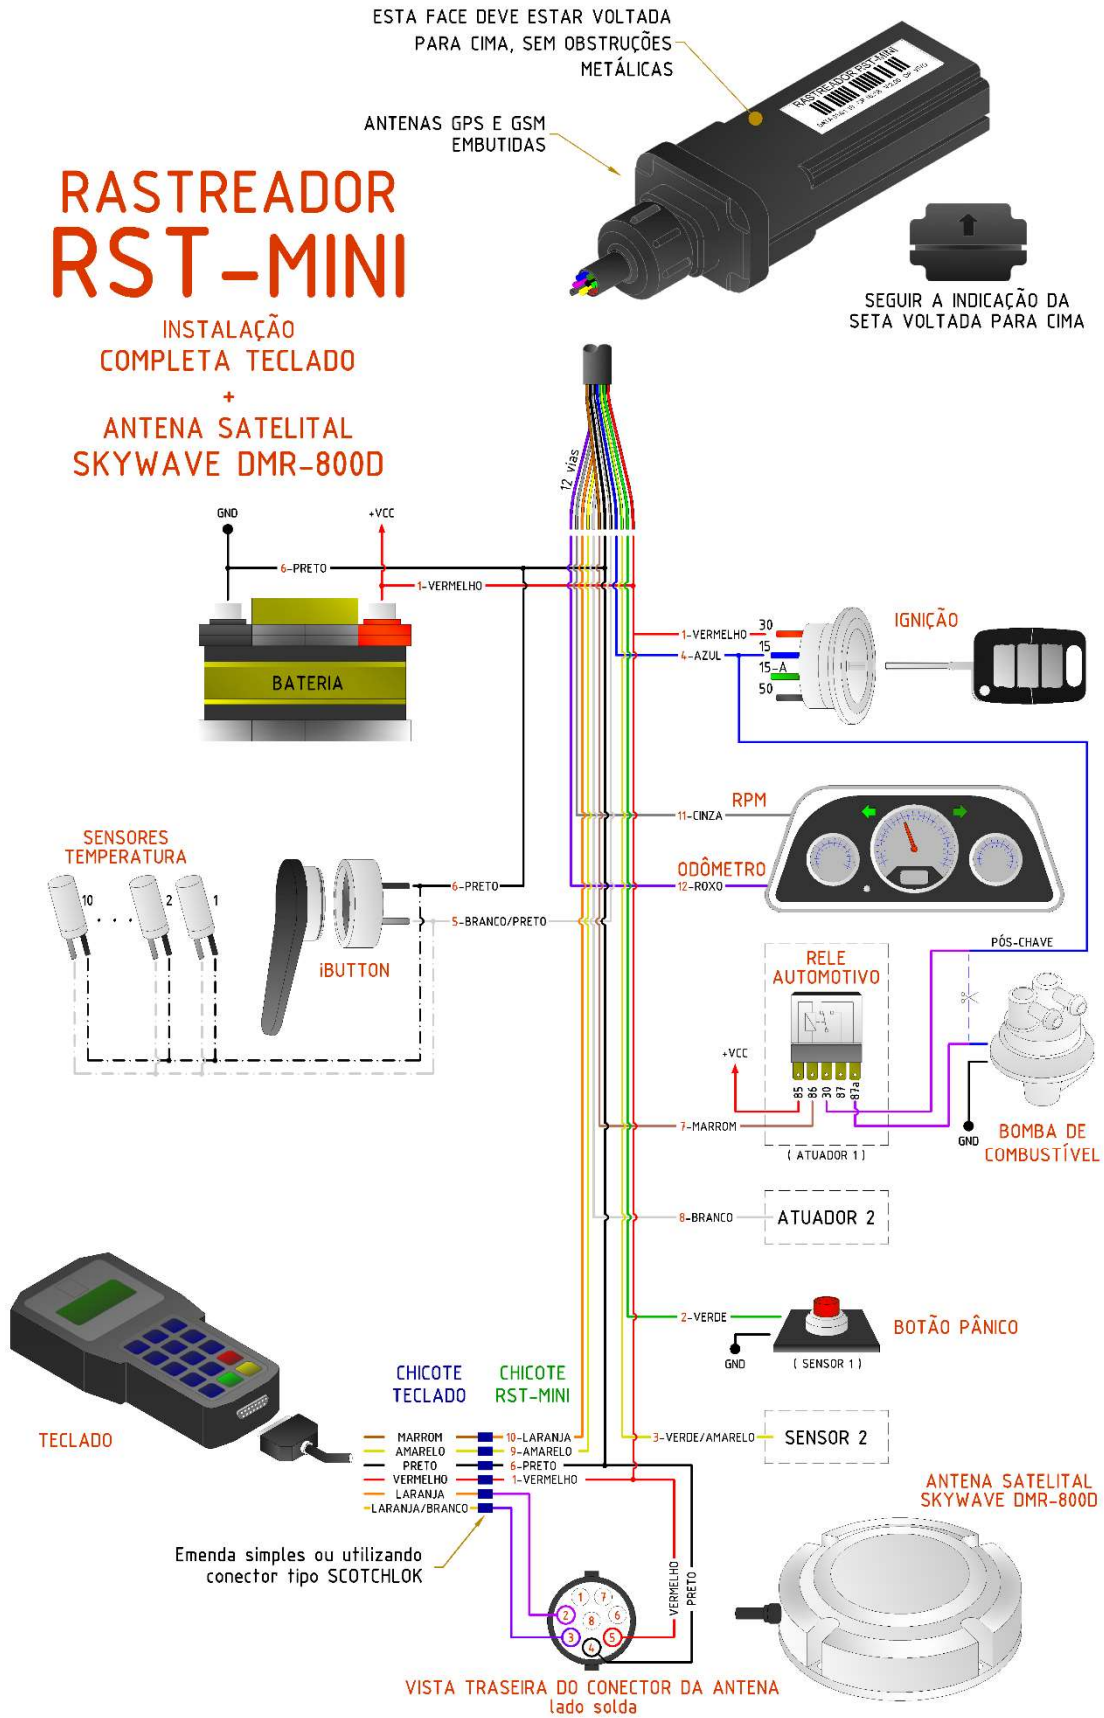 ESTA FACE DEVE ESTAR VOLTADA
PARA CIMA, SEM OBSTRUÇÕES
METÁLICAS
RASTREADOR RST-MINI
ANTENAS GPS E GSM
EMBUTIDAS
RASTREADOR
RST-MINI
INSTALAÇÃO
COMPLETA TECLADO
+
ANTENA SATELITAL
SKYWAVE DMR-800D
SEGUIR A INDICAÇÃO DA
SETA VOLTADA PARA CIMA
12 vias
GND
+VCC
6-PRETO
1-VERMELHO
BATERIA
1-VERMELHO
30
4-AZUL
15
15-A
50
IGNIÇÃO
RPM
11-CINZA
ODÔMETRO
12-ROXO
SENSORES
TEMPERATURA
10
2
1
6-PRETO
5-BRANCO/PRETO
iBUTTON
PÓS-CHAVE
RELE
AUTOMOTIVO
+VCC
85
86
30
87
87a
7-MARROM
( ATUADOR 1 )
GND
BOMBA DE
COMBUSTÍVEL
8-BRANCO
ATUADOR 2
2-VERDE
BOTÃO PÂNICO
GND
( SENSOR 1 )
CHICOTE
TECLADO
CHICOTE
RST-MINI
TECLADO
MARROM
10-LARANJA
AMARELO
9-AMARELO
PRETO
6-PRETO
VERMELHO
1-VERMELHO
LARANJA
LARANJA/BRANCO
3-VERDE/AMARELO
SENSOR 2
ANTENA SATELITAL
SKYWAVE DMR-800D
Emenda simples ou utilizando
conector tipo SCOTCHLOK
VERMELHO
PRETO
1
7
2
8
6
3
4
5
VISTA TRASEIRA DO CONECTOR DA ANTENA
lado solda